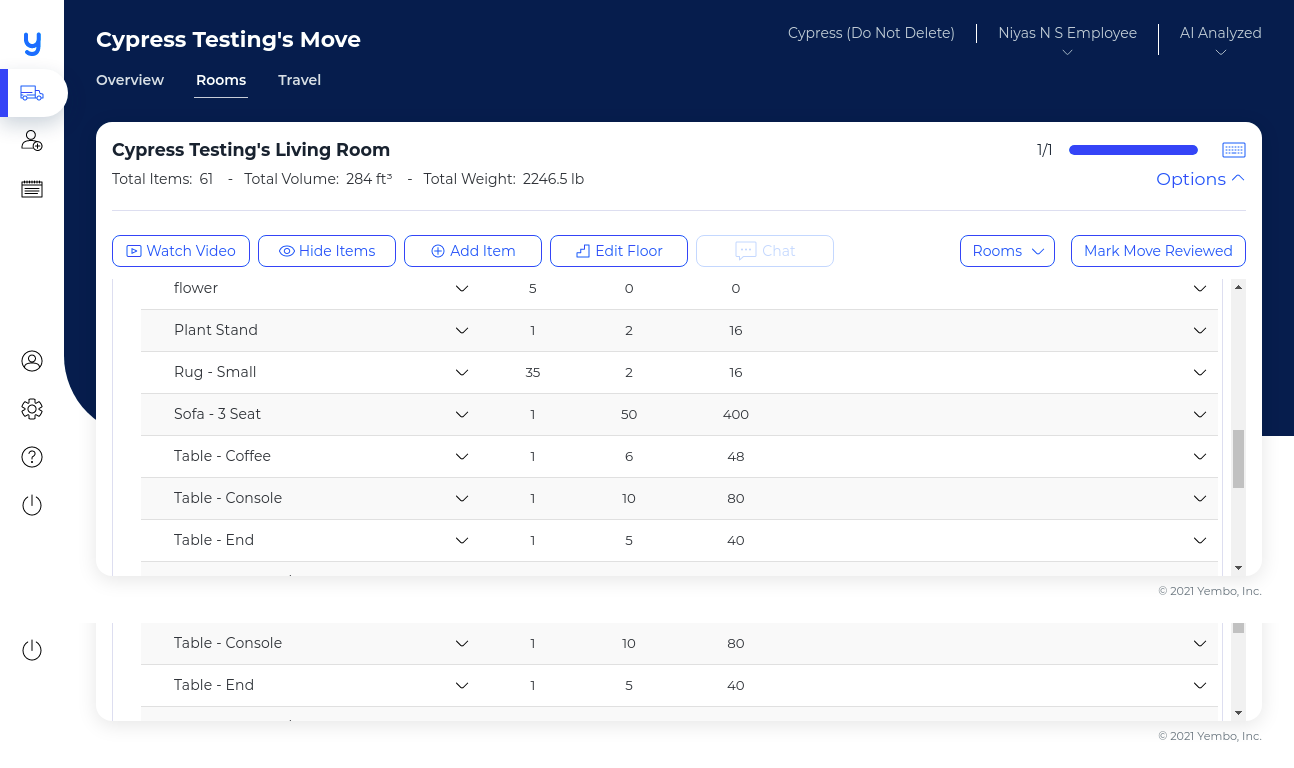 y
Cypress Testing's Move
Cypress (Do Not Delete) Niyas N S Employee AI Analyzed
Overview Rooms Travel
Cypress Testing's Living Room 1/1
Total Items: 61 - Total Volume: 284 ft³ - Total Weight: 2246.5 lb Options
Watch Video Hide Items Add Item Edit Floor Chat Rooms Mark Move Reviewed
flower 5 0 0
Plant Stand 1 2 16
Rug - Small 35 2 16
Sofa - 3 Seat 1 50 400
Table - Coffee 1 6 48
Table - Console 1 10 80
Table - End 1 5 40
© 2021 Yembo, Inc.
Table - Console 1 10 80
Table - End 1 5 40
© 2021 Yembo, Inc.